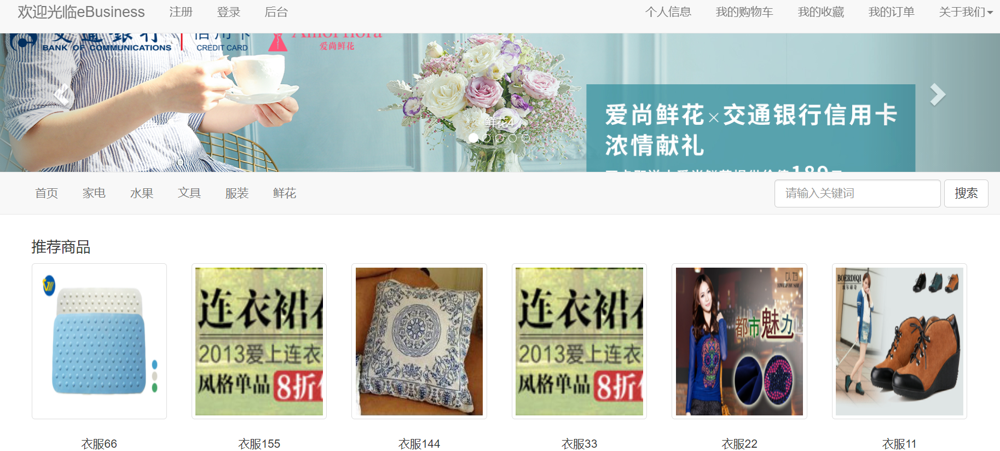 欢迎光临eBusiness 注册 登录 后台 个人信息 我的购物车 我的收藏 我的订单 关于我们
交通銀行 信用卡 Amorflora
BANK OF COMMUNICATIONS CREDIT CARD 爱尚鲜花
爱尚鲜花×交通银行信用卡
浓情献礼
鲜花4
首页 家电 水果 文具 服装 鲜花 请输入关键词 搜索
推荐商品
连衣裙
2013爱上连衣
风格单品 8折
连衣裙
2013爱上连衣
风格单品 8折
都市魅力
BOERDIQI
衣服66 衣服155 衣服144 衣服33 衣服22 衣服11